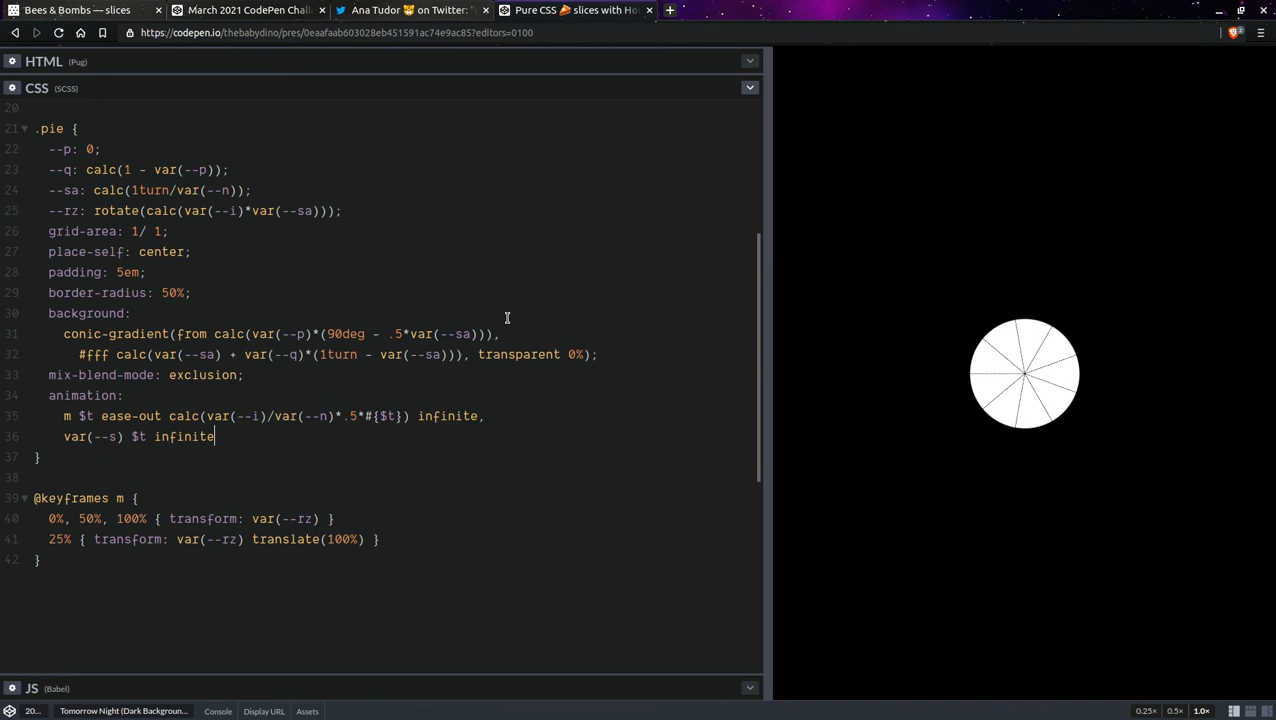 Bees & Bombs — slices
March 2021 CodePen Chall
Ana Tudor 🐯 on Twitter: "
Pure CSS 🍰 slices with Ho
https://codepen.io/thebabydino/pres/0eaafaab603028eb451591ac74e9ac85?editors=0100
2
HTML (Pug)
CSS (SCSS)
20
21 .pie {
22 --p: 0;
23 --q: calc(1 - var(--p));
24 --sa: calc(1turn/var(--n));
25 --rz: rotate(calc(var(--i)*var(--sa)));
26 grid-area: 1/ 1;
27 place-self: center;
28 padding: 5em;
29 border-radius: 50%;
30 background:
31 conic-gradient(from calc(var(--p)*(90deg - .5*var(--sa))),
32 #fff calc(var(--sa) + var(--q)*(1turn - var(--sa))), transparent 0%);
33 mix-blend-mode: exclusion;
34 animation:
35 m $t ease-out calc(var(--i)/var(--n)*.5*#{$t}) infinite,
36 var(--s) $t infinite
37 }
38
39 @keyframes m {
40 0%, 50%, 100% { transform: var(--rz) }
41 25% { transform: var(--rz) translate(100%) }
42 }
JS (Babel)
20...
Tomorrow Night (Dark Backgroun...
Console
Display URL
Assets
0.25×
0.5×
1.0×